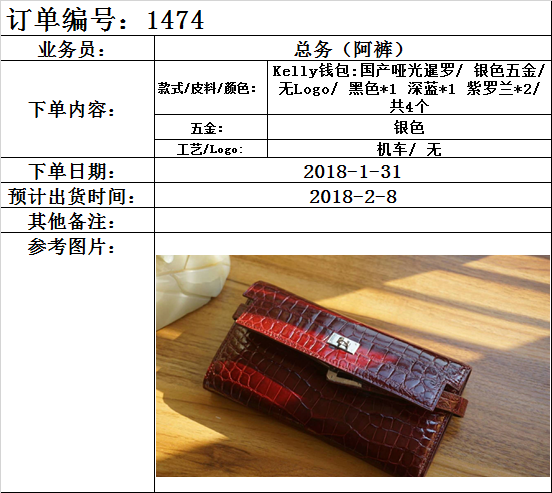 订单编号：1474
业务员：
总务（阿裤）
下单内容：
款式/皮料/颜色：
Kelly钱包:国产哑光暹罗/ 银色五金/
无Logo/ 黑色*1 深蓝*1 紫罗兰*2/
共4个
五金：
银色
工艺/Logo:
机车/ 无
下单日期：
2018-1-31
预计出货时间：
2018-2-8
其他备注：
参考图片：